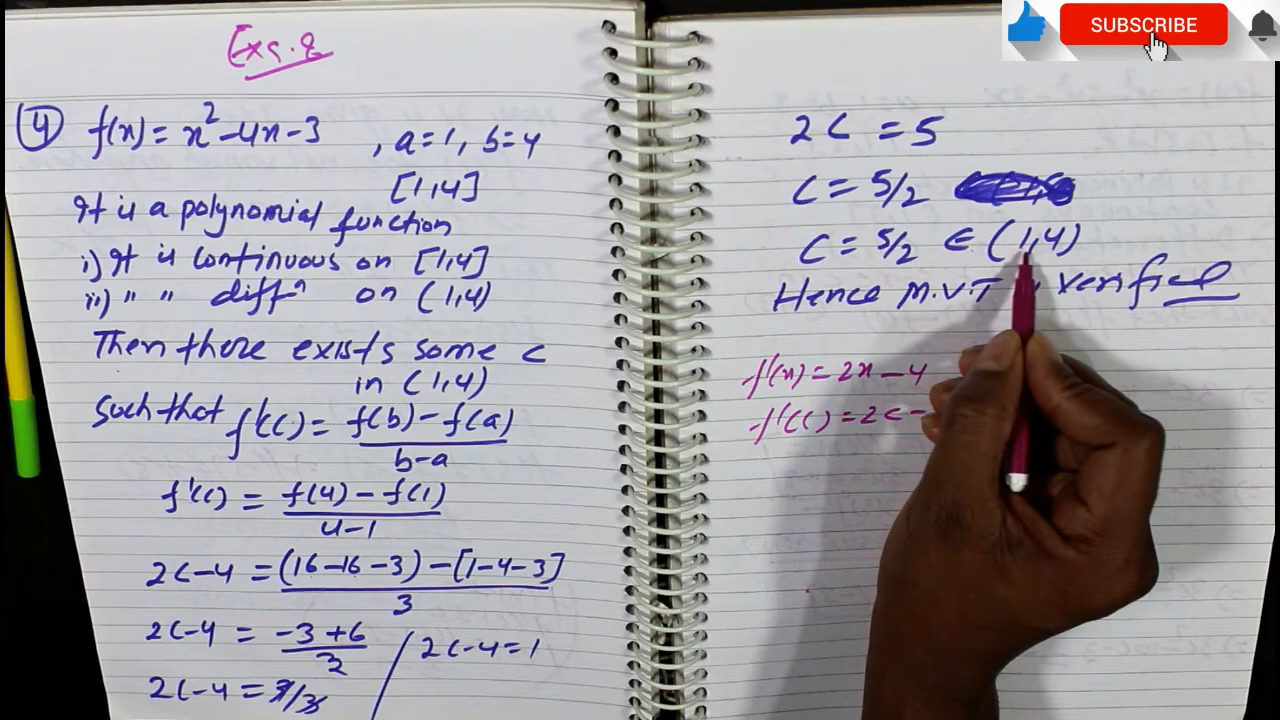 SUBSCRIBE
Exs. 8
④ f(x) = x² - 4x - 3 , a=1, b=4
[1,4]
It is a polynomial function
i) It is continuous on [1,4]
ii) " " diffⁿ on (1,4)
Then there exists some c
in (1,4)
Such that f'(c) = f(b) - f(a) / b-a
f'(c) = f(4) - f(1) / 4-1
2c-4 = (16-16-3) - [1-4-3] / 3
2c-4 = -3+6 / 3
2c-4=1
2c-4 = 3/3
2c = 5
c = 5/2
c = 5/2 ∈ (1,4)
Hence M.V.T verified
f'(x) = 2x - 4
f'(c) = 2c -